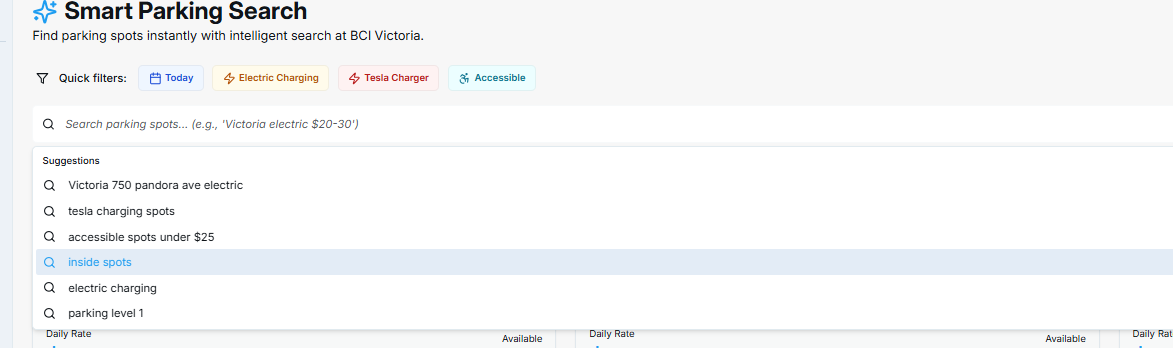 Smart Parking Search
Find parking spots instantly with intelligent search at BCI Victoria.
Quick filters: Today Electric Charging Tesla Charger Accessible
Search parking spots... (e.g., 'Victoria electric $20-30')
Suggestions
Victoria 750 pandora ave electric
tesla charging spots
accessible spots under $25
inside spots
electric charging
parking level 1
Daily Rate Available Daily Rate Available Daily Rat